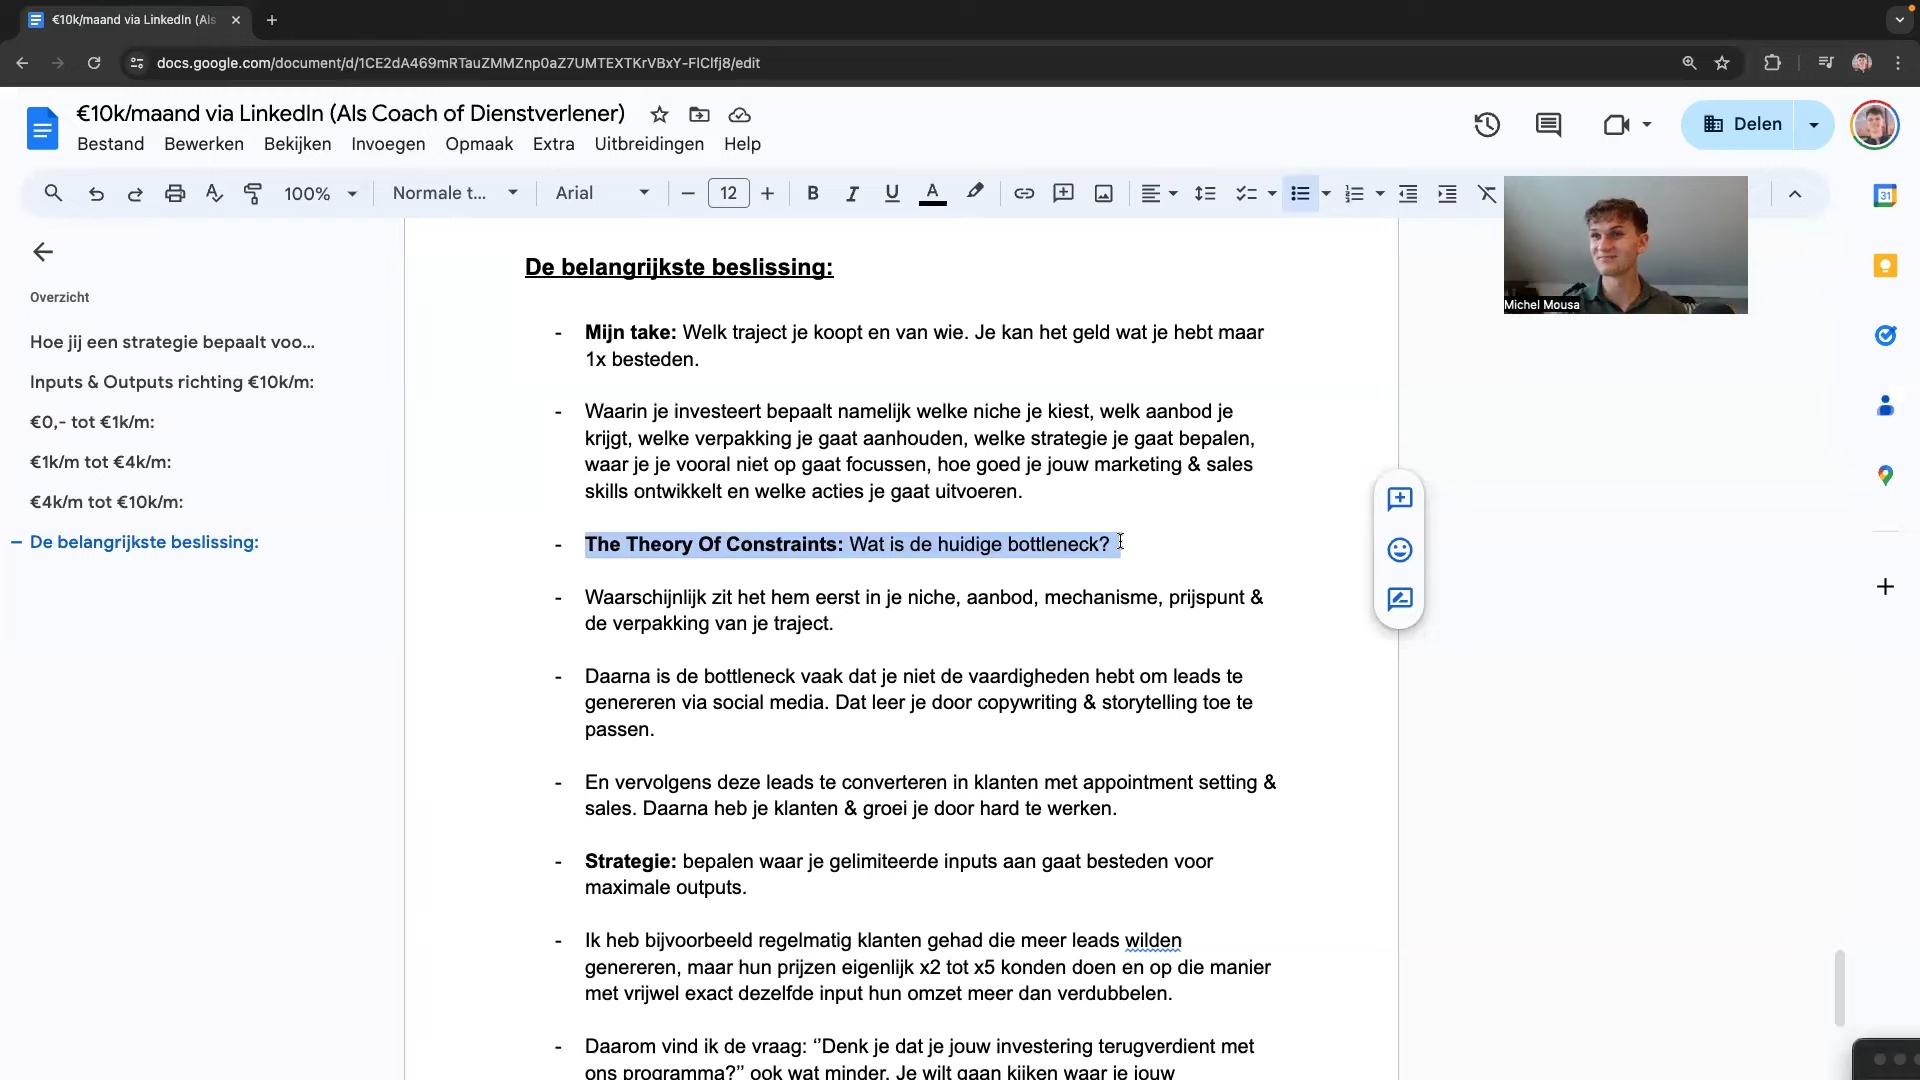 €10k/maand via LinkedIn (Als
docs.google.com/document/d/1CE2dA469mRTauZMMZnp0aZ7UMTEXTKrVBxY-FIClfj8/edit
€10k/maand via LinkedIn (Als Coach of Dienstverlener)
Bestand Bewerken Bekijken Invoegen Opmaak Extra Uitbreidingen Help
Delen
100% Normale t... Arial 12
31
Michel Mousa
Overzicht
Hoe jij een strategie bepaalt voo...
Inputs & Outputs richting €10k/m:
€0,- tot €1k/m:
€1k/m tot €4k/m:
€4k/m tot €10k/m:
De belangrijkste beslissing:
De belangrijkste beslissing:
- Mijn take: Welk traject je koopt en van wie. Je kan het geld wat je hebt maar
1x besteden.
- Waarin je investeert bepaalt namelijk welke niche je kiest, welk aanbod je
krijgt, welke verpakking je gaat aanhouden, welke strategie je gaat bepalen,
waar je je vooral niet op gaat focussen, hoe goed je jouw marketing & sales
skills ontwikkelt en welke acties je gaat uitvoeren.
- The Theory Of Constraints: Wat is de huidige bottleneck?
- Waarschijnlijk zit het hem eerst in je niche, aanbod, mechanisme, prijspunt &
de verpakking van je traject.
- Daarna is de bottleneck vaak dat je niet de vaardigheden hebt om leads te
genereren via social media. Dat leer je door copywriting & storytelling toe te
passen.
- En vervolgens deze leads te converteren in klanten met appointment setting &
sales. Daarna heb je klanten & groei je door hard te werken.
- Strategie: bepalen waar je gelimiteerde inputs aan gaat besteden voor
maximale outputs.
- Ik heb bijvoorbeeld regelmatig klanten gehad die meer leads wilden
genereren, maar hun prijzen eigenlijk x2 tot x5 konden doen en op die manier
met vrijwel exact dezelfde input hun omzet meer dan verdubbelen.
- Daarom vind ik de vraag: ‘’Denk je dat je jouw investering terugverdient met
ons programma?’’ ook wat minder. Je wilt gaan kijken waar je jouw